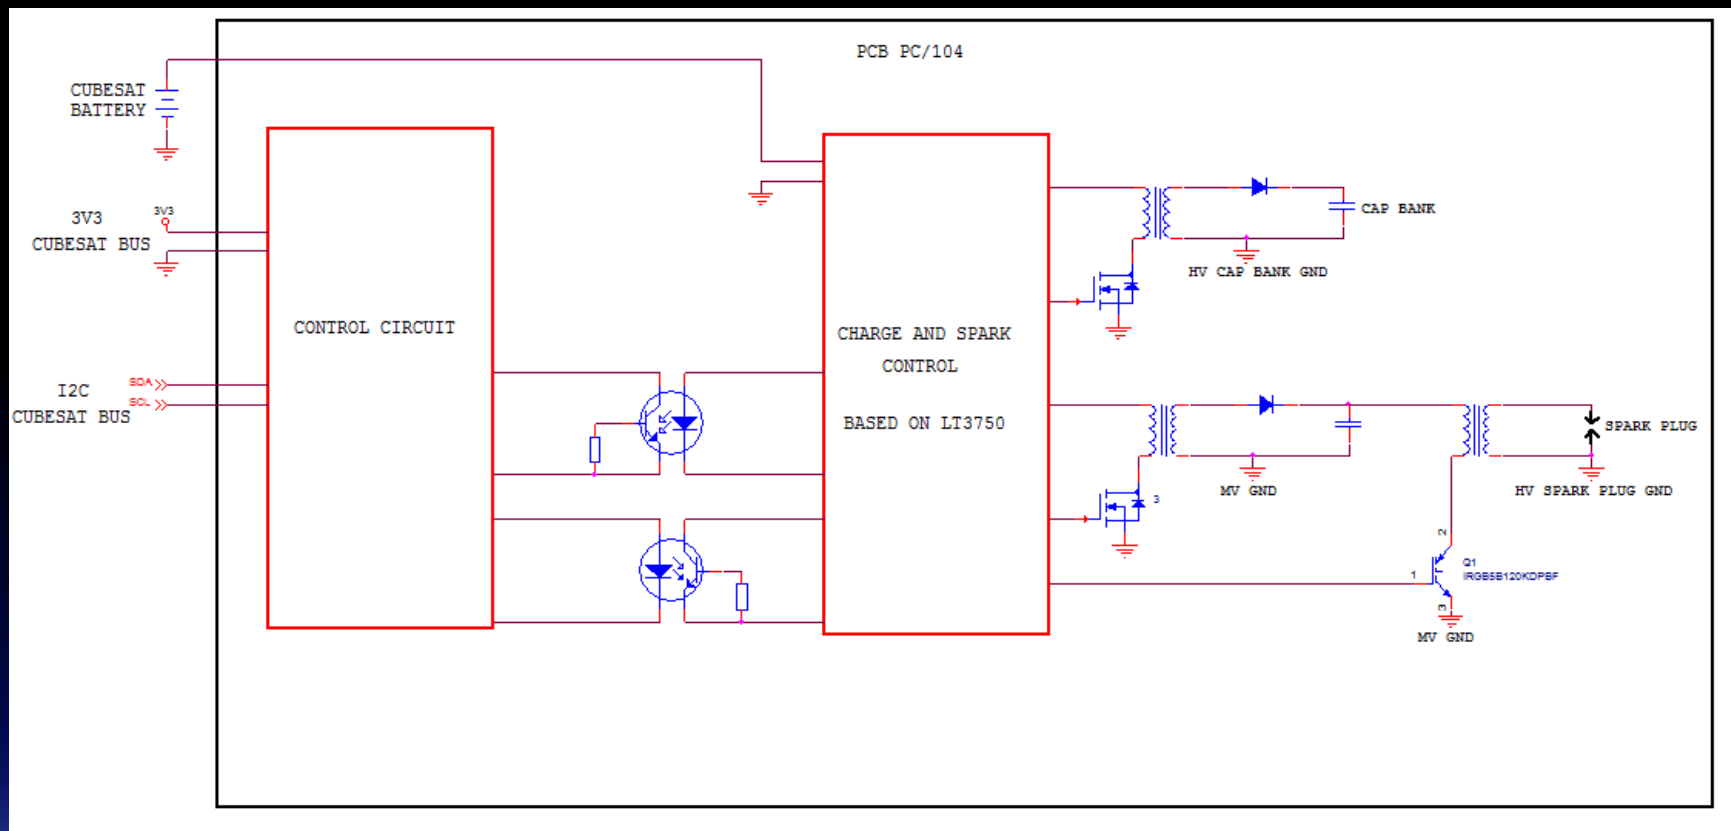 PCB PC/104
CUBESAT
BATTERY
3V3
3V3
CUBESAT BUS
CAP BANK
HV CAP BANK GND
CONTROL CIRCUIT
CHARGE AND SPARK
CONTROL
BASED ON LT3750
SDA
I2C
SCL
CUBESAT BUS
SPARK PLUG
MV GND
HV SPARK PLUG GND
3
2
Q1
1
IRGB5B120KDPBF
3
MV GND